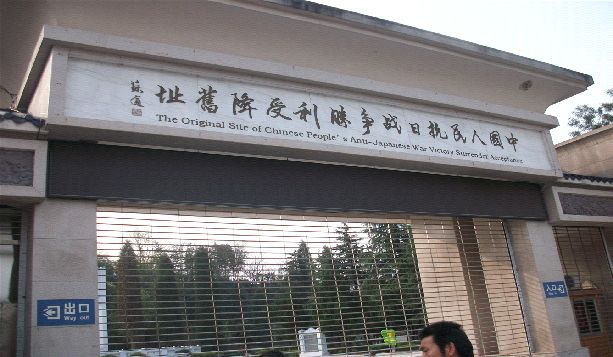 中國人民抗日战爭勝利受降舊址
The Original Site of Chinese People's Anti-Japanese War Victory Surrender Acceptance
出口
Way out
入口